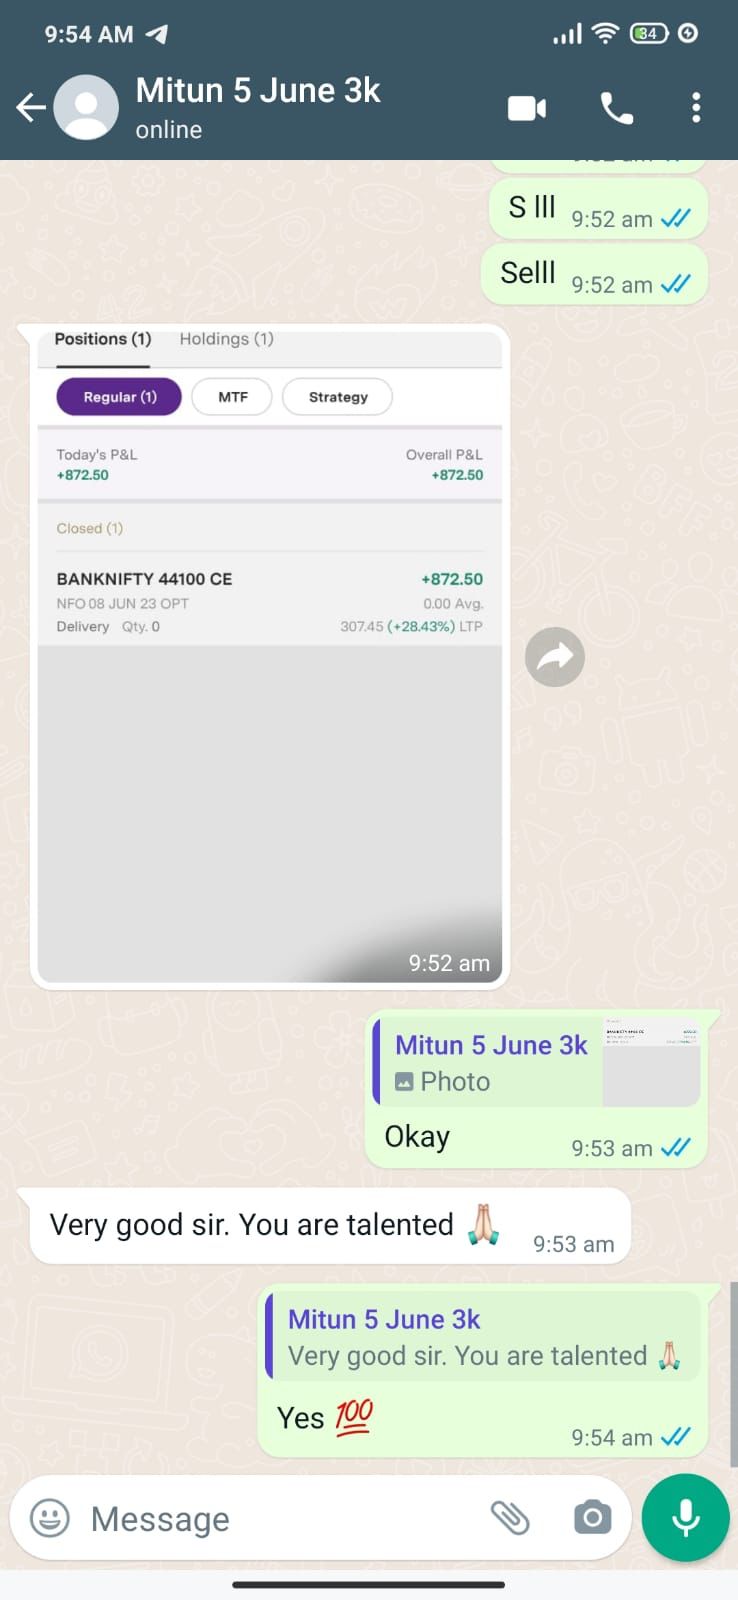 9:54 AM
34
Mitun 5 June 3k
online
S lll 9:52 am
Selll 9:52 am
Positions (1) Holdings (1)
Regular (1) MTF Strategy
Today's P&L Overall P&L
+872.50 +872.50
Closed (1)
BANKNIFTY 44100 CE +872.50
NFO 08 JUN 23 OPT 0.00 Avg.
Delivery Qty. 0 307.45 (+28.43%) LTP
9:52 am
Mitun 5 June 3k
Photo
Okay 9:53 am
Very good sir. You are talented 🙏🏻 9:53 am
Mitun 5 June 3k
Very good sir. You are talented 🙏🏻
Yes 💯 9:54 am
Message